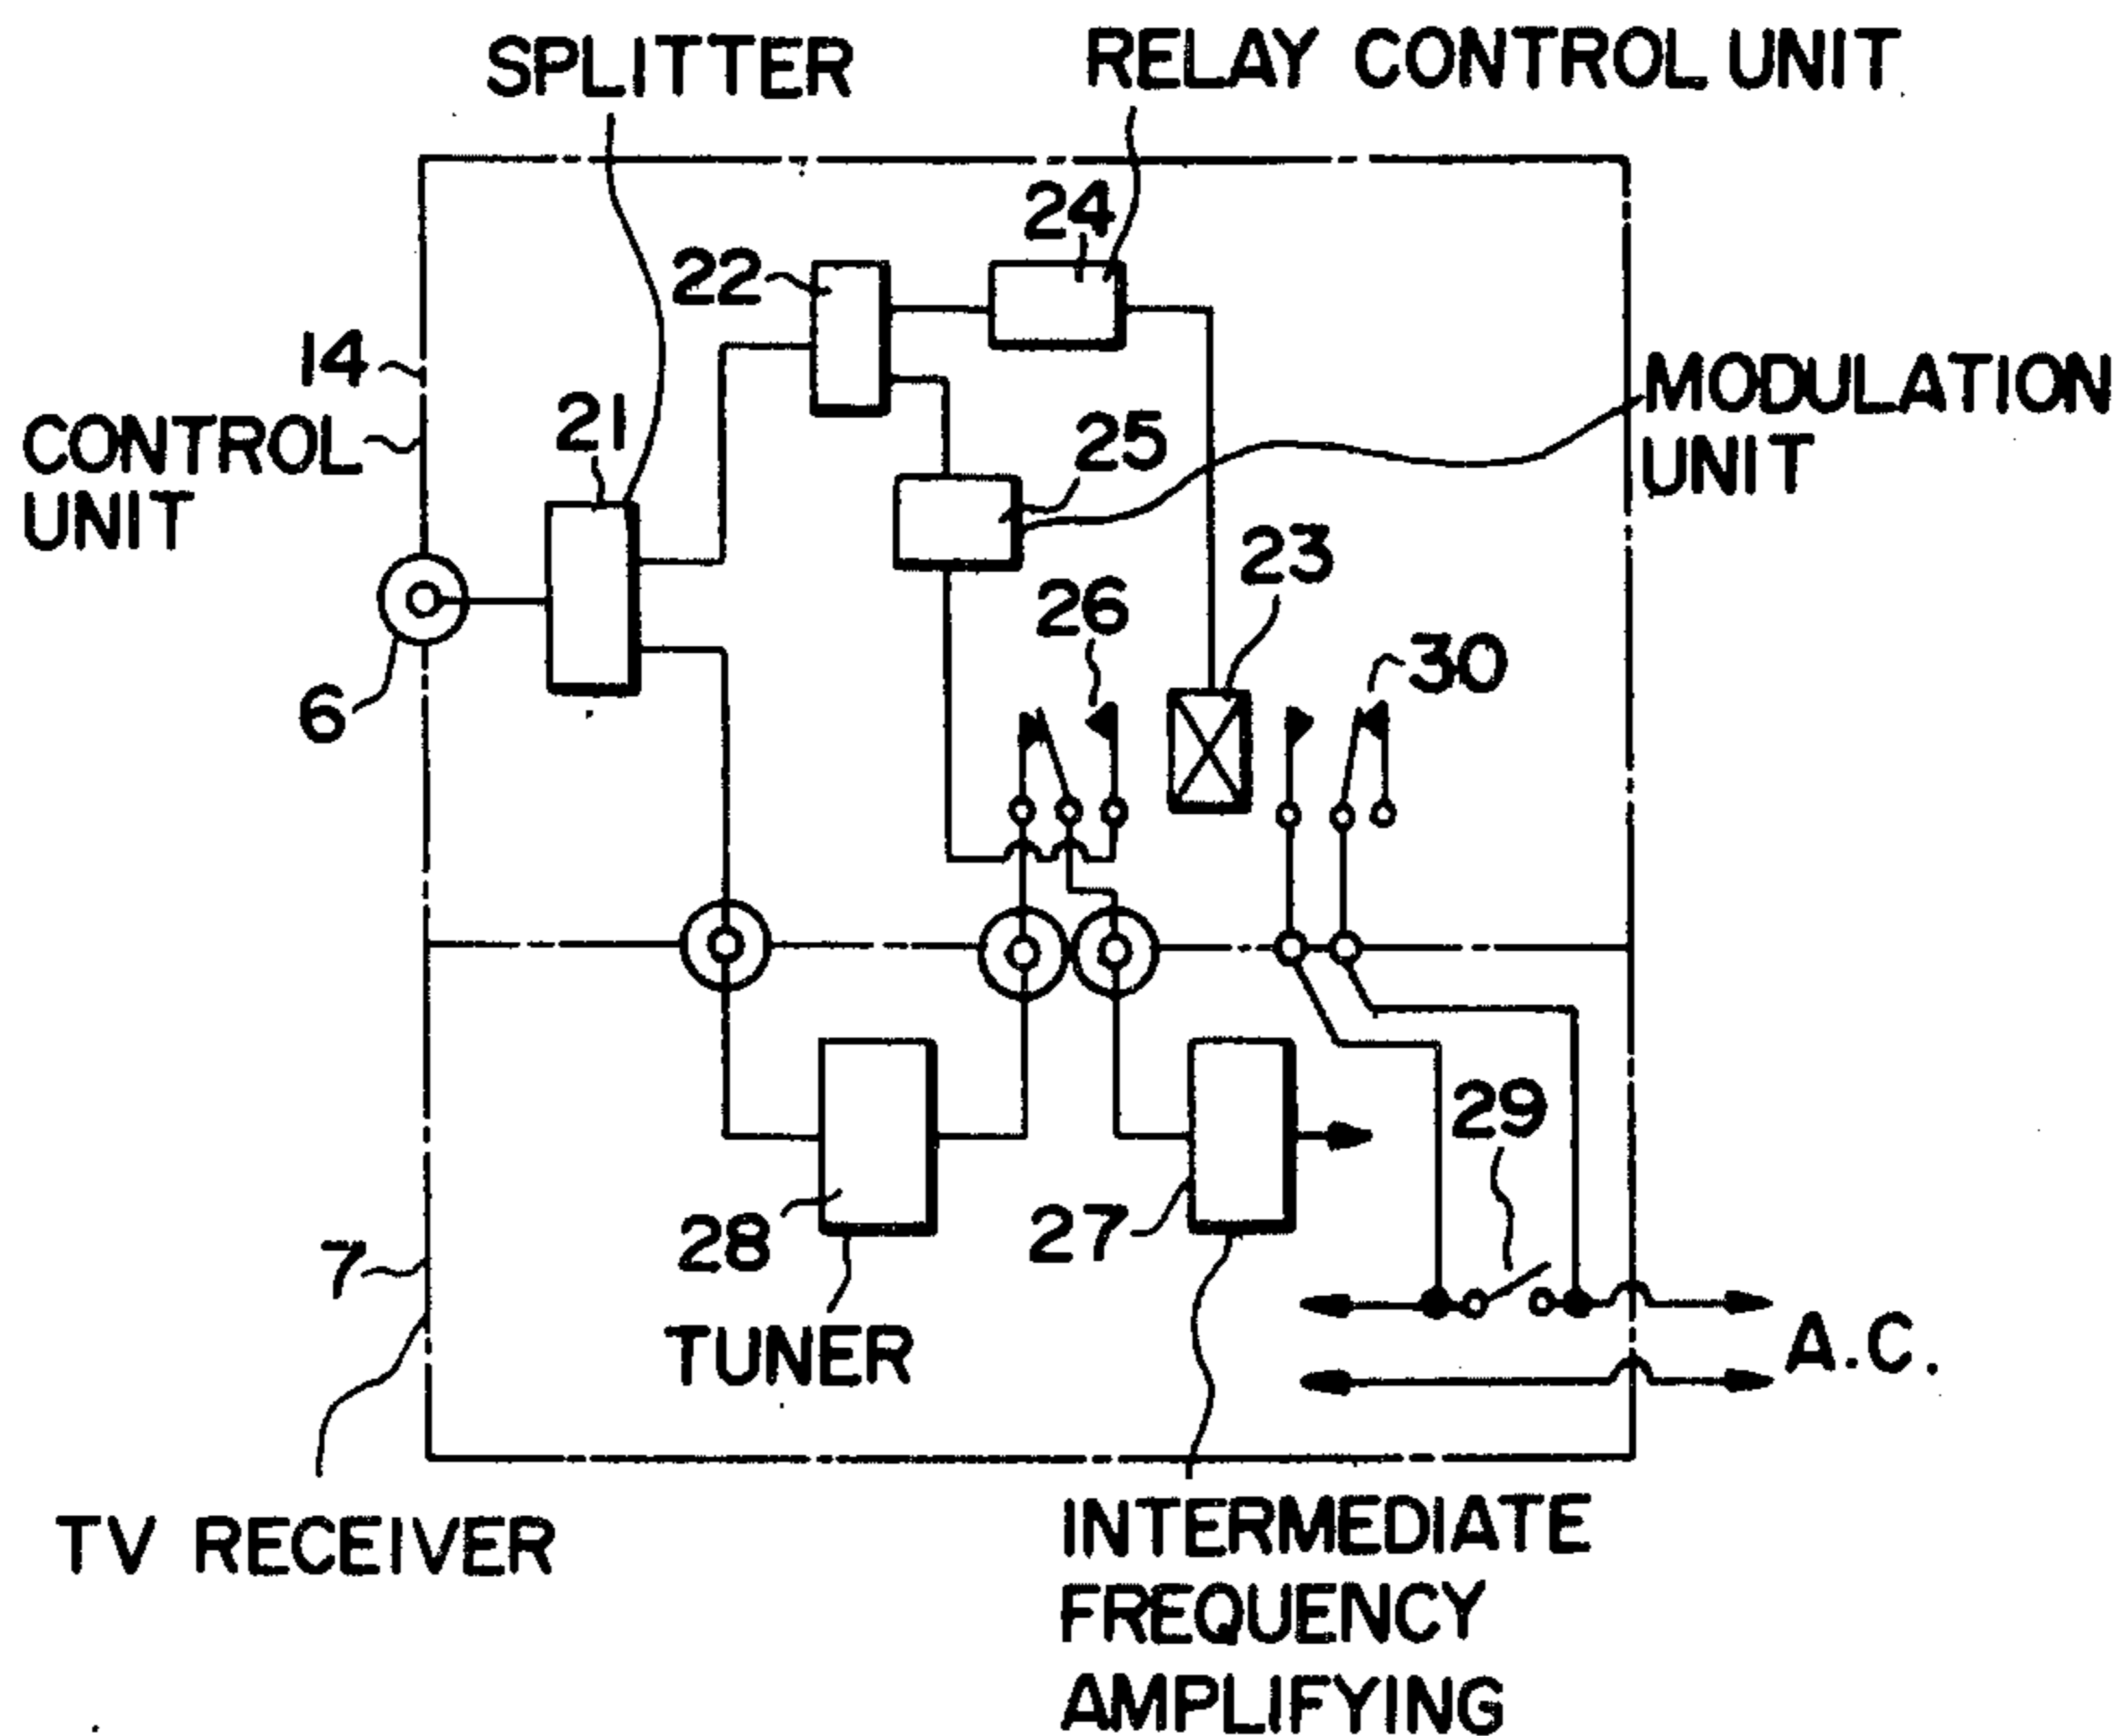 SPLITTER
RELAY CONTROL UNIT
24
22
14
CONTROL
UNIT
21
25
MODULATION
UNIT
23
26
30
6
29
28
27
7
TUNER
A.C.
TV RECEIVER
INTERMEDIATE
FREQUENCY
AMPLIFYING